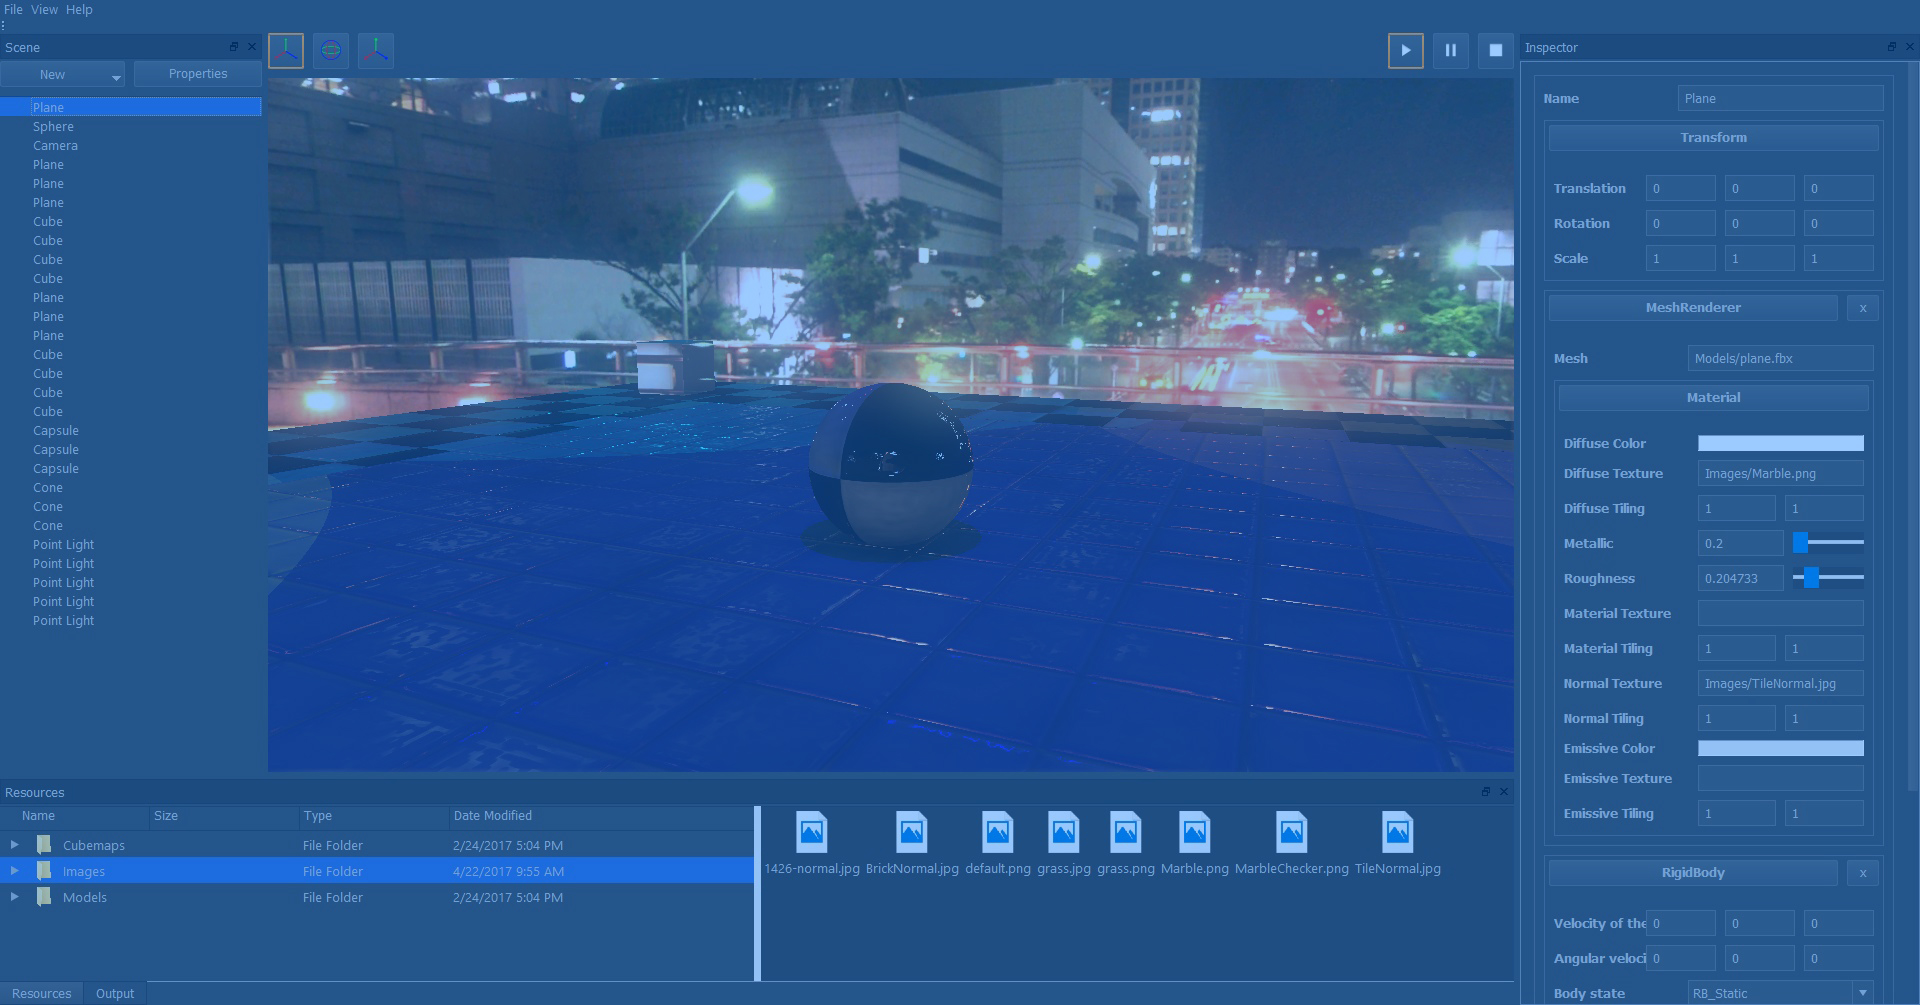 File View Help
Scene
New Properties
Plane
Sphere
Camera
Plane
Plane
Plane
Cube
Cube
Cube
Cube
Plane
Plane
Plane
Cube
Cube
Cube
Cube
Capsule
Capsule
Capsule
Cone
Cone
Cone
Point Light
Point Light
Point Light
Point Light
Point Light
Inspector
Name Plane
Transform
Translation 0 0 0
Rotation 0 0 0
Scale 1 1 1
MeshRenderer x
Mesh Models/plane.fbx
Material
Diffuse Color
Diffuse Texture Images/Marble.png
Diffuse Tiling 1 1
Metallic 0.2
Roughness 0.204733
Material Texture
Material Tiling 1 1
Normal Texture Images/TileNormal.jpg
Normal Tiling 1 1
Emissive Color
Emissive Texture
Emissive Tiling 1 1
RigidBody x
Velocity of the 0 0 0
Angular veloci 0 0 0
Body state RB_Static
Resources
Name Size Type Date Modified
Cubemaps File Folder 2/24/2017 5:04 PM
Images File Folder 4/22/2017 9:55 AM
Models File Folder 2/24/2017 5:04 PM
1426-normal.jpg BrickNormal.jpg default.png grass.jpg grass.png Marble.png MarbleChecker.png TileNormal.jpg
Resources Output